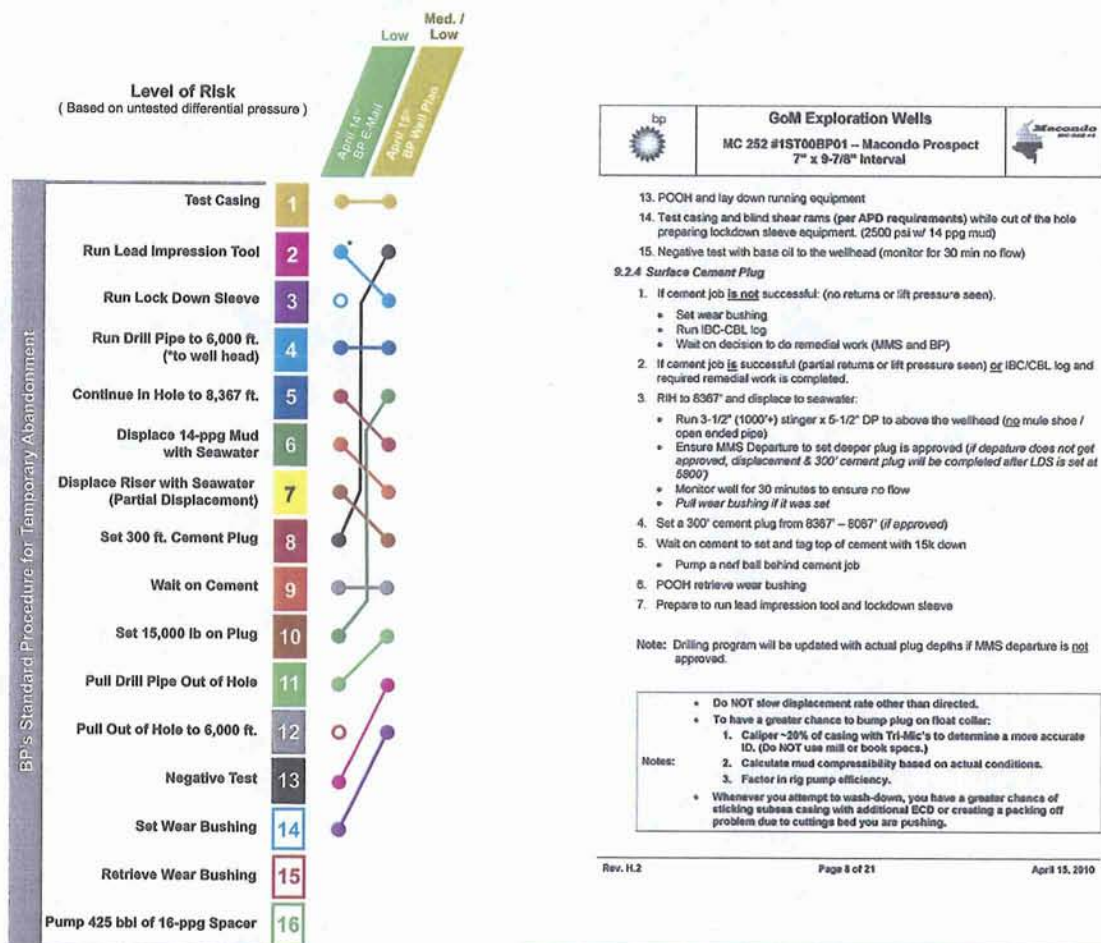 Med. /
Low
Low
Level of Risk
( Based on untested differential pressure )
April 14th
BP E-Mail
April 15th
BP Well Plan
BP's Standard Procedure for Temporary Abandonment
Test Casing 1
Run Lead Impression Tool 2
Run Lock Down Sleeve 3
Run Drill Pipe to 6,000 ft.
(*to well head) 4
Continue in Hole to 8,367 ft. 5
Displace 14-ppg Mud
with Seawater 6
Displace Riser with Seawater
(Partial Displacement) 7
Set 300 ft. Cement Plug 8
Wait on Cement 9
Set 15,000 lb on Plug 10
Pull Drill Pipe Out of Hole 11
Pull Out of Hole to 6,000 ft. 12
Negative Test 13
Set Wear Bushing 14
Retrieve Wear Bushing 15
Pump 425 bbl of 16-ppg Spacer 16
*
bp
GoM Exploration Wells
MC 252 #1ST00BP01 – Macondo Prospect
7" x 9-7/8" Interval
Macondo
13. POOH and lay down running equipment
14. Test casing and blind shear rams (per APD requirements) while out of the hole
preparing lockdown sleeve equipment. (2500 psi w/ 14 ppg mud)
15. Negative test with base oil to the wellhead (monitor for 30 min no flow)
9.2.4 Surface Cement Plug
1. If cement job is not successful: (no returns or lift pressure seen).
• Set wear bushing
• Run IBC-CBL log
• Wait on decision to do remedial work (MMS and BP)
2. If cement job is successful (partial returns or lift pressure seen) or IBC/CBL log and
required remedial work is completed.
3. RIH to 8367' and displace to seawater:
• Run 3-1/2" (1000'+) stinger x 5-1/2" DP to above the wellhead (no mule shoe /
open ended pipe)
• Ensure MMS Departure to set deeper plug is approved (if depature does not get
approved, displacement & 300' cement plug will be completed after LDS is set at
5800')
• Monitor well for 30 minutes to ensure no flow
• Pull wear bushing if it was set
4. Set a 300' cement plug from 8367' – 8067' (if approved)
5. Wait on cement to set and tag top of cement with 15k down
• Pump a nerf ball behind cement job
6. POOH retrieve wear bushing
7. Prepare to run lead impression tool and lockdown sleeve
Note: Drilling program will be updated with actual plug depths if MMS departure is not
approved.
Notes:
• Do NOT slow displacement rate other than directed.
• To have a greater chance to bump plug on float collar:
1. Caliper ~20% of casing with Tri-Mic's to determine a more accurate
ID. (Do NOT use mill or book specs.)
2. Calculate mud compressibility based on actual conditions.
3. Factor in rig pump efficiency.
• Whenever you attempt to wash-down, you have a greater chance of
sticking subsea casing with additional ECD or creating a packing off
problem due to cuttings bed you are pushing.
Rev. H.2 Page 8 of 21 April 15, 2010